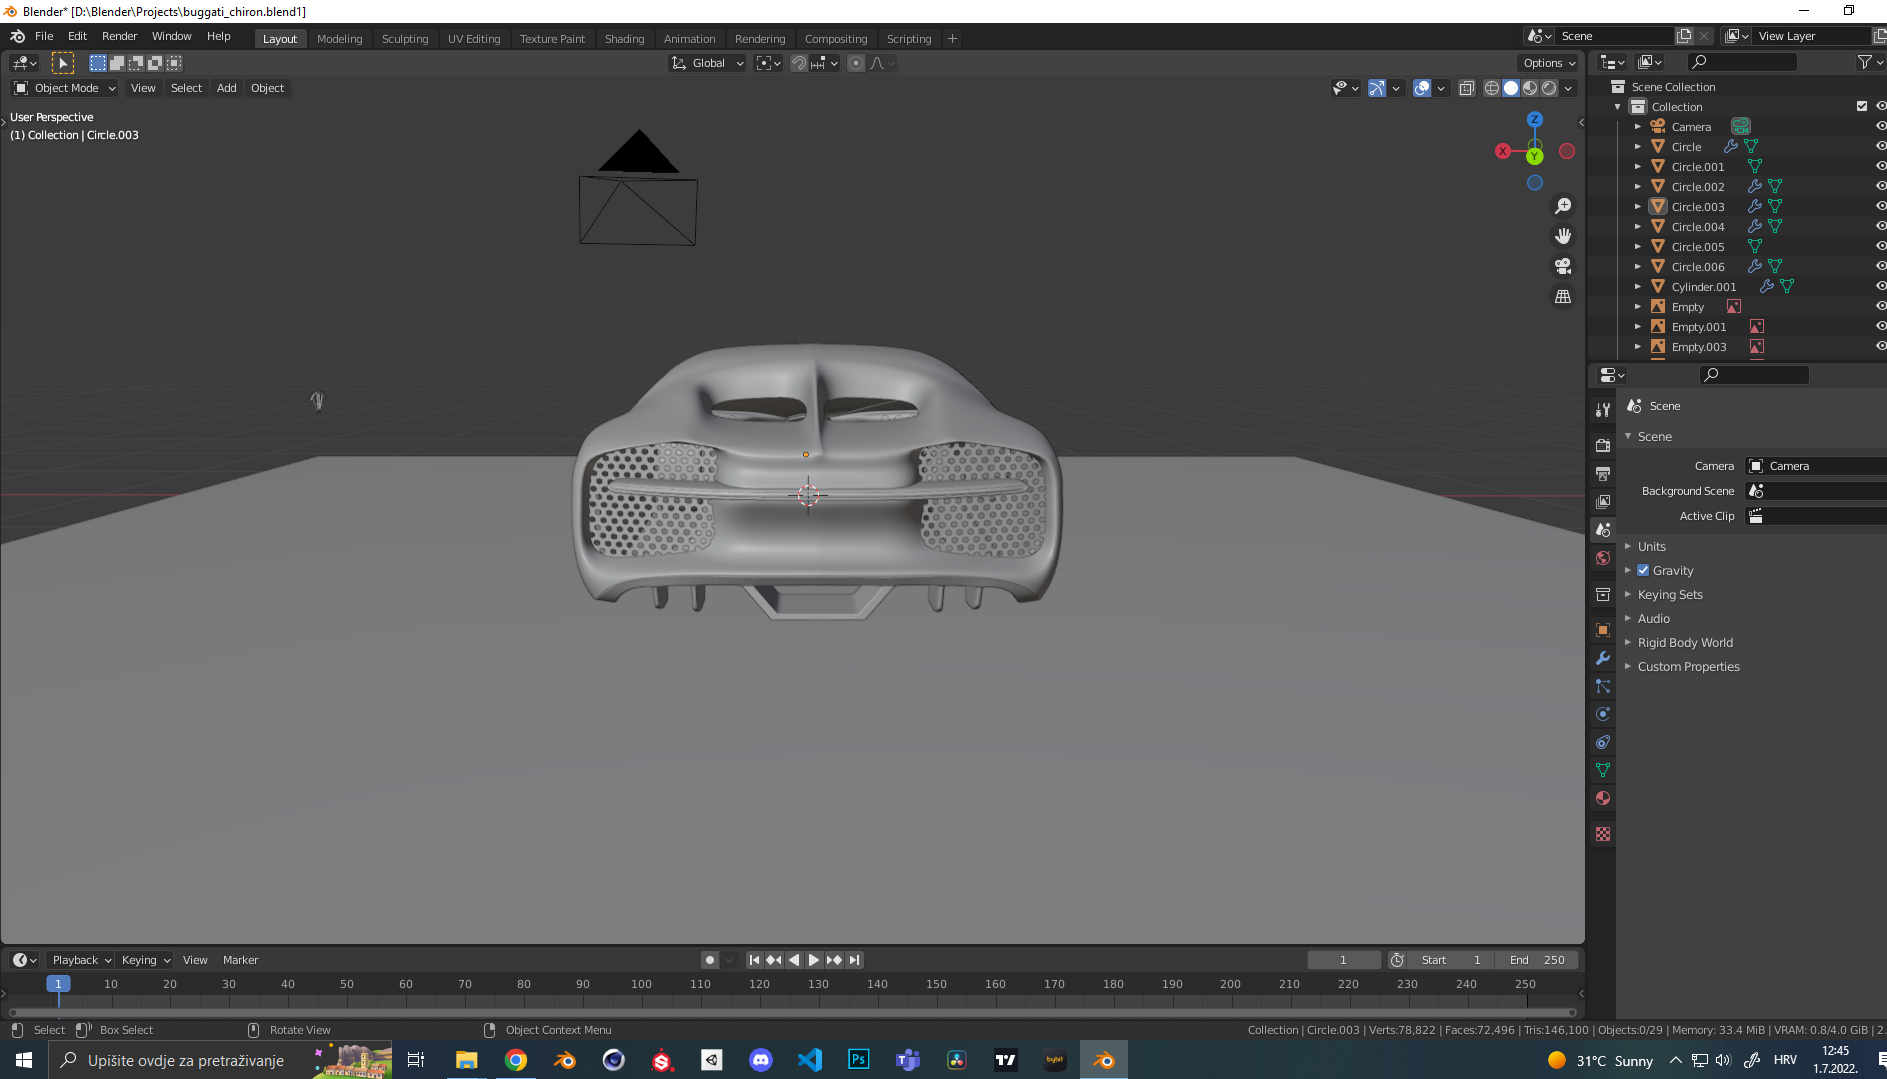 Blender* [D:\Blender\Projects\buggati_chiron.blend1]
File Edit Render Window Help Layout Modeling Sculpting UV Editing Texture Paint Shading Animation Rendering Compositing Scripting + Scene View Layer
Global Options
Object Mode View Select Add Object
User Perspective
(1) Collection | Circle.003
Z
X
Y
Scene Collection
Collection
Camera
Circle
Circle.001
Circle.002
Circle.003
Circle.004
Circle.005
Circle.006
Cylinder.001
Empty
Empty.001
Empty.003
Scene
Scene
Camera Camera
Background Scene
Active Clip
Units
Gravity
Keying Sets
Audio
Rigid Body World
Custom Properties
Playback Keying View Marker 1 Start 1 End 250
1 10 20 30 40 50 60 70 80 90 100 110 120 130 140 150 160 170 180 190 200 210 220 230 240 250
Select Box Select Rotate View Object Context Menu Collection | Circle.003 | Verts:78,822 | Faces:72,496 | Tris:146,100 | Objects:0/29 | Memory: 33.4 MiB | VRAM: 0.8/4.0 GiB | 2.
Upišite ovdje za pretraživanje Ps bybit 31°C Sunny HRV
12:45
1.7.2022.